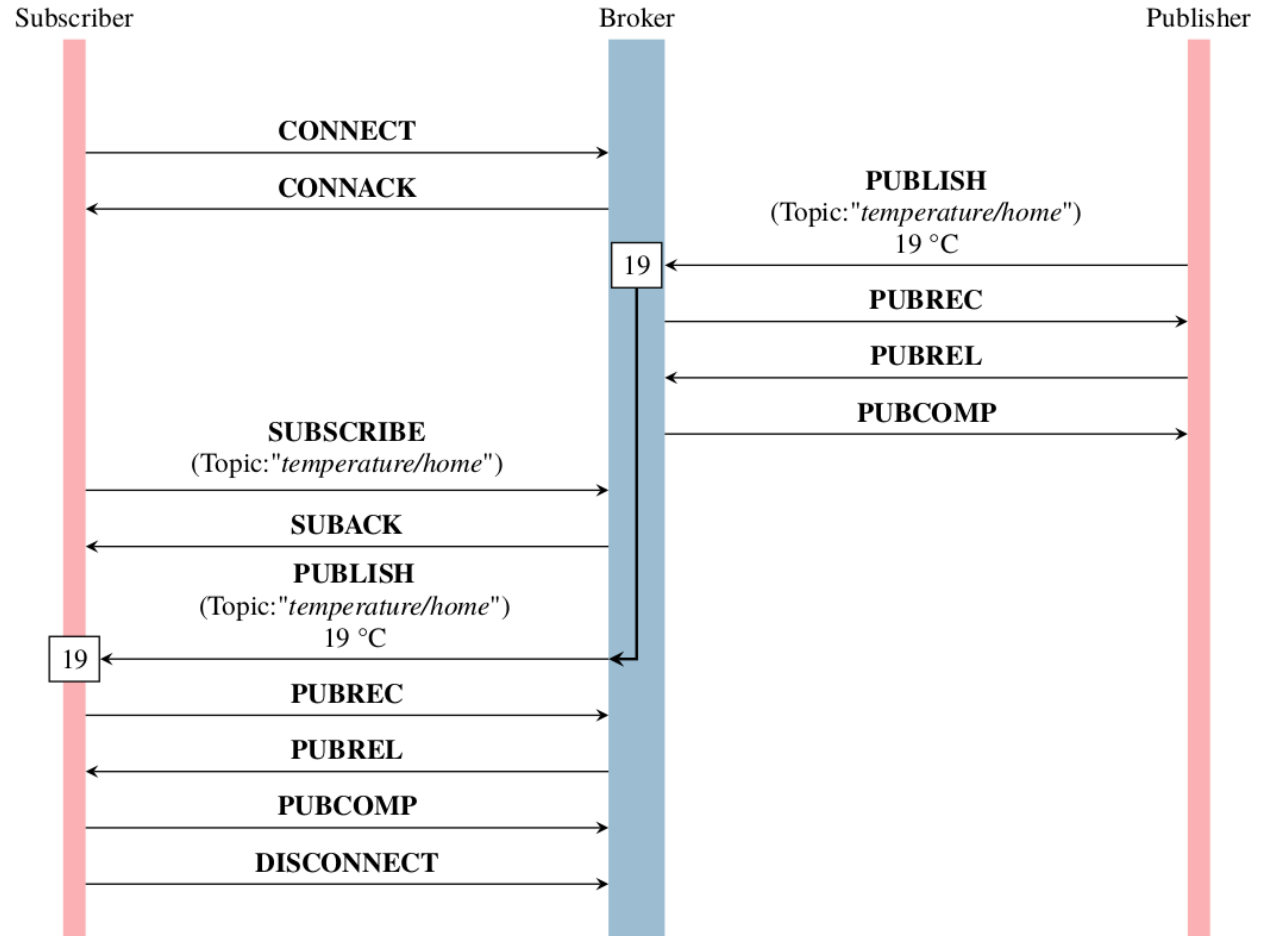 Subscriber
Broker
Publisher
CONNECT
CONNACK
PUBLISH
(Topic:"temperature/home")
19 °C
19
PUBREC
PUBREL
PUBCOMP
SUBSCRIBE
(Topic:"temperature/home")
SUBACK
PUBLISH
(Topic:"temperature/home")
19 °C
19
PUBREC
PUBREL
PUBCOMP
DISCONNECT